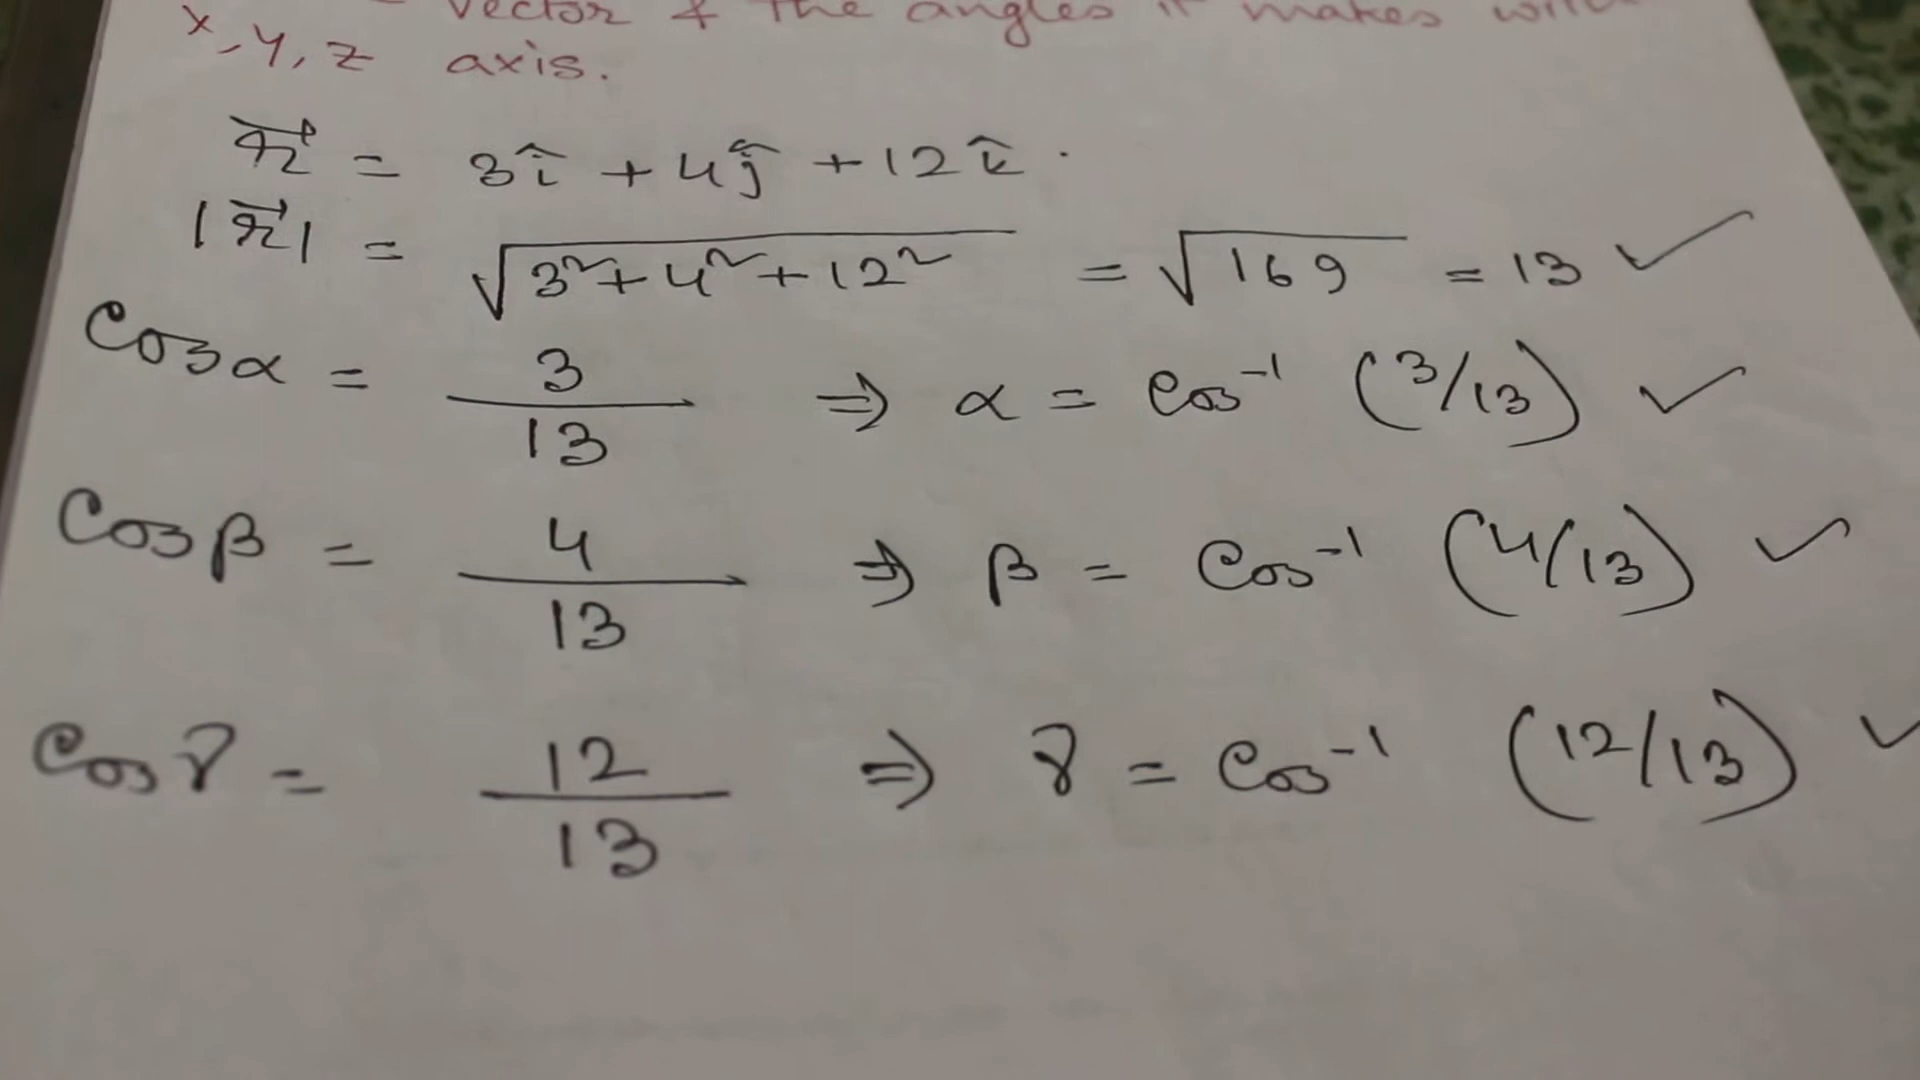 vector & the angles it makes with
x, y, z axis.
r⃗ = 3î + 4ĵ + 12k̂.
|r⃗| = √(3² + 4² + 12²) = √169 = 13 ✓
Cos α = 3/13 ⇒ α = Cos⁻¹ (3/13) ✓
Cos β = 4/13 ⇒ β = Cos⁻¹ (4/13) ✓
Cos γ = 12/13 ⇒ γ = Cos⁻¹ (12/13) ✓